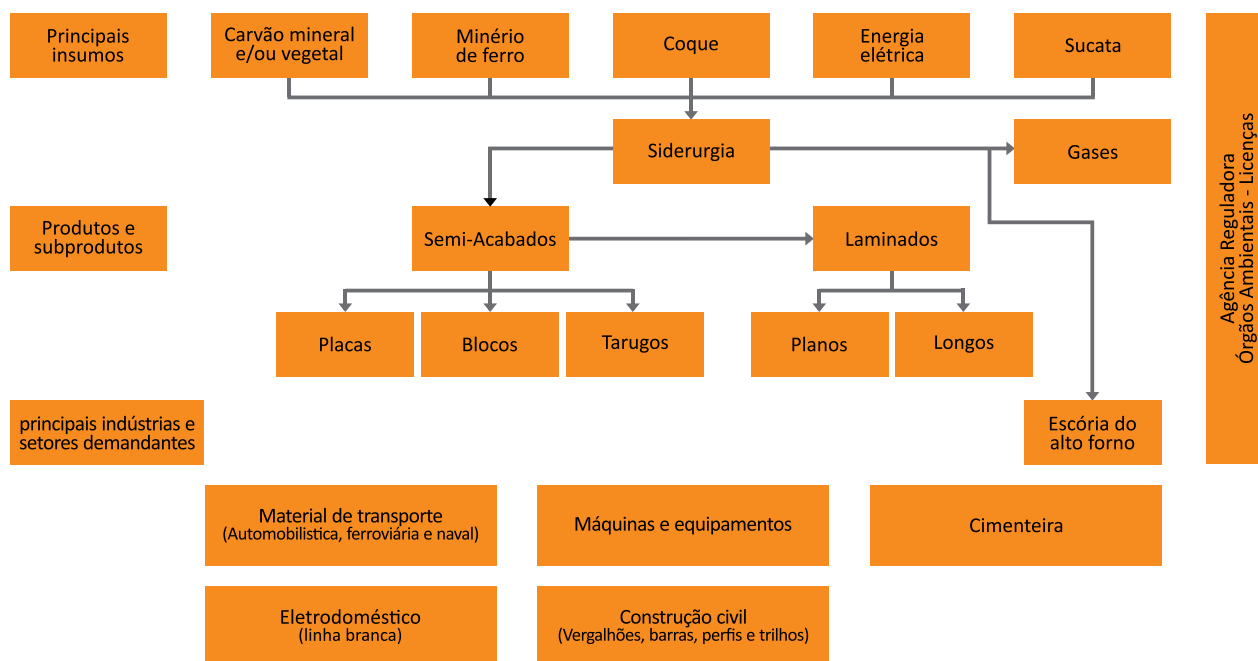 Principais
insumos
Carvão mineral
e/ou vegetal
Minério
de ferro
Coque
Energia
elétrica
Sucata
Siderurgia
Gases
Produtos e
subprodutos
Semi-Acabados
Laminados
Placas
Blocos
Tarugos
Planos
Longos
principais indústrias e
setores demandantes
Escória do
alto forno
Material de transporte
(Automobilistica, ferroviária e naval)
Máquinas e equipamentos
Cimenteira
Eletrodoméstico
(linha branca)
Construção civil
(Vergalhões, barras, perfis e trilhos)
Agência Reguladora
Órgãos Ambientais - Licenças